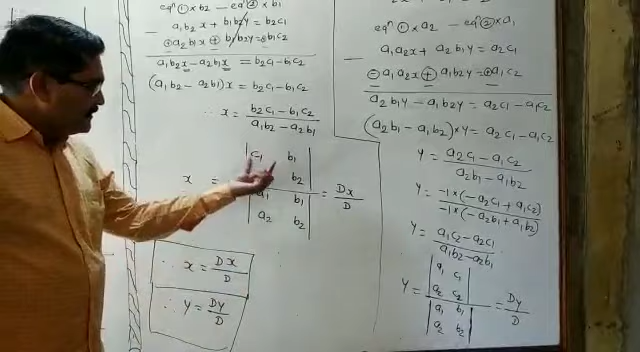 eqⁿ ① × b2 − eqⁿ ② × b1
a1b2x + b1b2y = b2c1
⊖a2b1x ⊕ b1b2y = ⊖b1c2
a1b2x − a2b1x = b2c1 − b1c2
(a1b2 − a2b1)x = b2c1 − b1c2
∴ x = b2c1 − b1c2 / a1b2 − a2b1
x = | c1 b1 |
b2 |
| a1 b1 |
a2 b2 | = Dx / D
∴ x = Dx / D
∴ y = Dy / D
eqⁿ ① × a2 − eqⁿ ② × a1
a1a2x + a2b1y = a2c1
⊖a1a2x ⊕ a1b2y = ⊕a1c2
a2b1y − a1b2y = a2c1 − a1c2
(a2b1 − a1b2) × y = a2c1 − a1c2
y = a2c1 − a1c2 / a2b1 − a1b2
y = −1 × (−a2c1 + a1c2) / −1 × (−a2b1 + a1b2)
y = a1c2 − a2c1 / a1b2 − a2b1
y = | a1 c1 |
| a2 c2 |
| a1 b1 |
| a2 b2 | = Dy / D